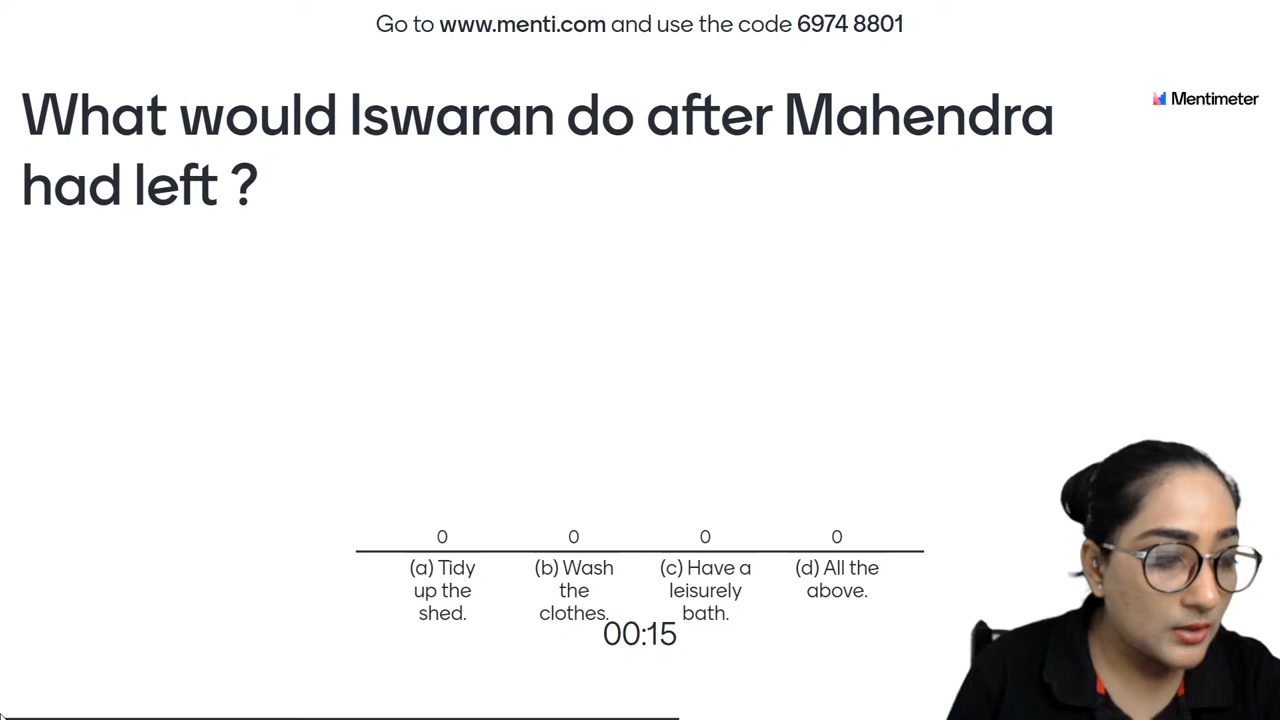 Go to www.menti.com and use the code 6974 8801
Mentimeter
What would Iswaran do after Mahendra
had left ?
0 0 0 0
(a) Tidy
up the
shed.
(b) Wash
the
clothes.
(c) Have a
leisurely
bath.
(d) All the
above.
00:15